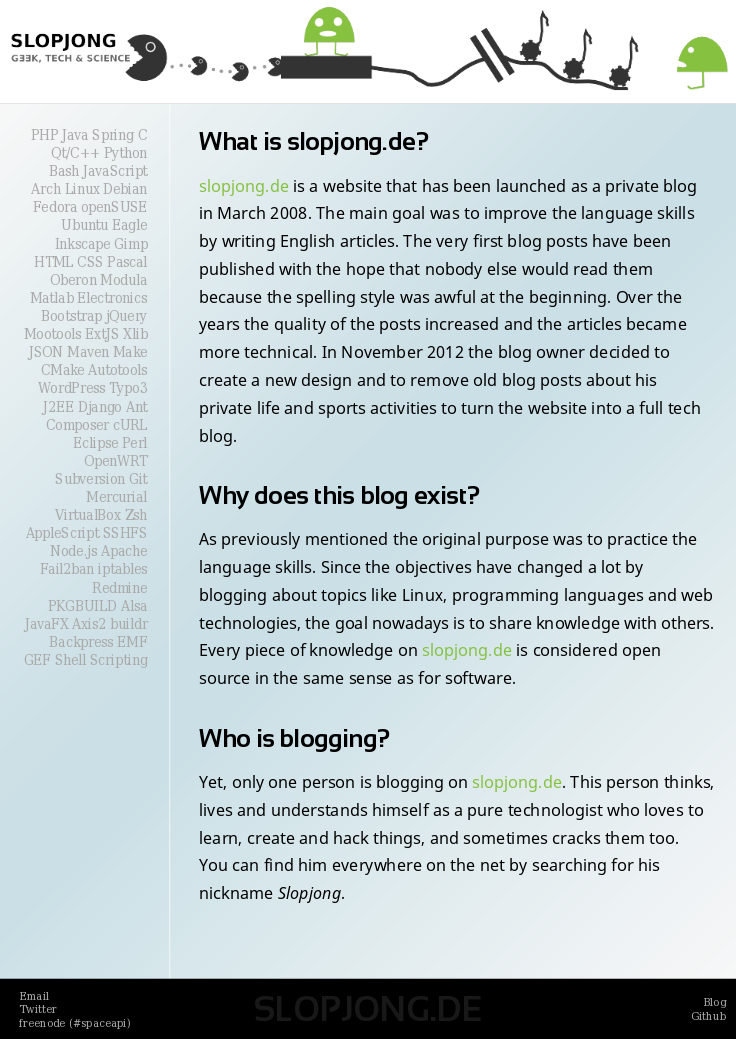 SLOPJONG
GƎƎK, TECH & SCIENCE
PHP Java Spring C
Qt/C++ Python
Bash JavaScript
Arch Linux Debian
Fedora openSUSE
Ubuntu Eagle
Inkscape Gimp
HTML CSS Pascal
Oberon Modula
Matlab Electronics
Bootstrap jQuery
Mootools ExtJS Xlib
JSON Maven Make
CMake Autotools
WordPress Typo3
J2EE Django Ant
Composer cURL
Eclipse Perl
OpenWRT
Subversion Git
Mercurial
VirtualBox Zsh
AppleScript SSHFS
Node.js Apache
Fail2ban iptables
Redmine
PKGBUILD Alsa
JavaFX Axis2 buildr
Backpress EMF
GEF Shell Scripting
What is slopjong.de?
slopjong.de is a website that has been launched as a private blog
in March 2008. The main goal was to improve the language skills
by writing English articles. The very first blog posts have been
published with the hope that nobody else would read them
because the spelling style was awful at the beginning. Over the
years the quality of the posts increased and the articles became
more technical. In November 2012 the blog owner decided to
create a new design and to remove old blog posts about his
private life and sports activities to turn the website into a full tech
blog.
Why does this blog exist?
As previously mentioned the original purpose was to practice the
language skills. Since the objectives have changed a lot by
blogging about topics like Linux, programming languages and web
technologies, the goal nowadays is to share knowledge with others.
Every piece of knowledge on slopjong.de is considered open
source in the same sense as for software.
Who is blogging?
Yet, only one person is blogging on slopjong.de. This person thinks,
lives and understands himself as a pure technologist who loves to
learn, create and hack things, and sometimes cracks them too.
You can find him everywhere on the net by searching for his
nickname Slopjong.
Email
Twitter
freenode (#spaceapi)
SLOPJONG.DE
Blog
Github